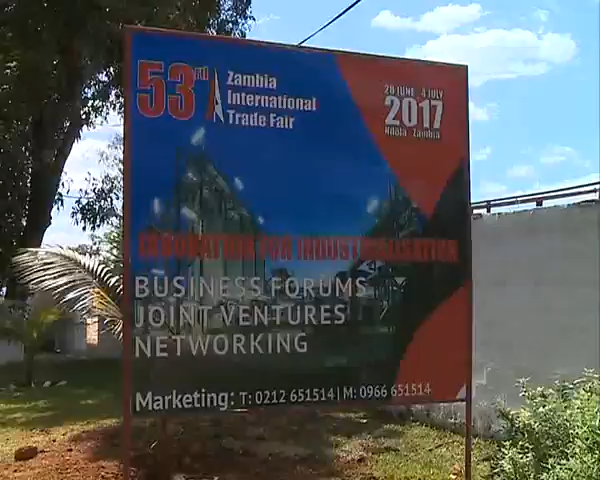 53rd
Zambia
International
Trade Fair
28 JUNE - 4 JULY
2017
Ndola - Zambia
INNOVATION FOR INDUSTRIALISATION
BUSINESS FORUMS
JOINT VENTURES
NETWORKING
Marketing: T: 0212 651514 | M: 0966 651514